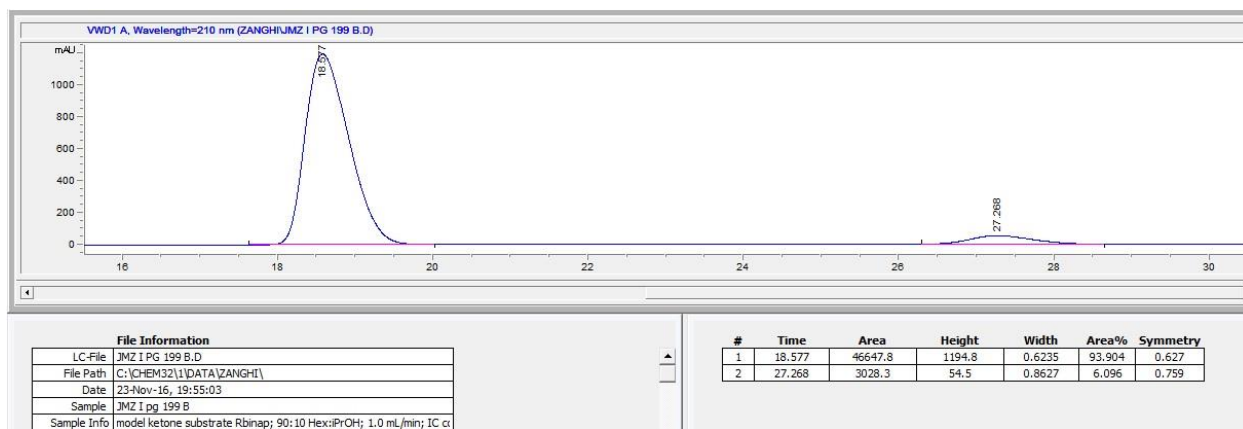 VWD1 A, Wavelength=210 nm (ZANGHI\JMZ I PG 199 B.D)
mAU
18.577
1000
800
600
400
200
0
27.268
16 18 20 22 24 26 28 30
File Information
LC-File JMZ I PG 199 B.D
File Path C:\CHEM32\1\DATA\ZANGHI\
Date 23-Nov-16, 19:55:03
Sample JMZ I pg 199 B
Sample Info model ketone substrate Rbinap; 90:10 Hex:iPrOH; 1.0 mL/min; IC
# Time Area Height Width Area% Symmetry
1 18.577 46647.8 1194.8 0.6235 93.904 0.627
2 27.268 3028.3 54.5 0.8627 6.096 0.759